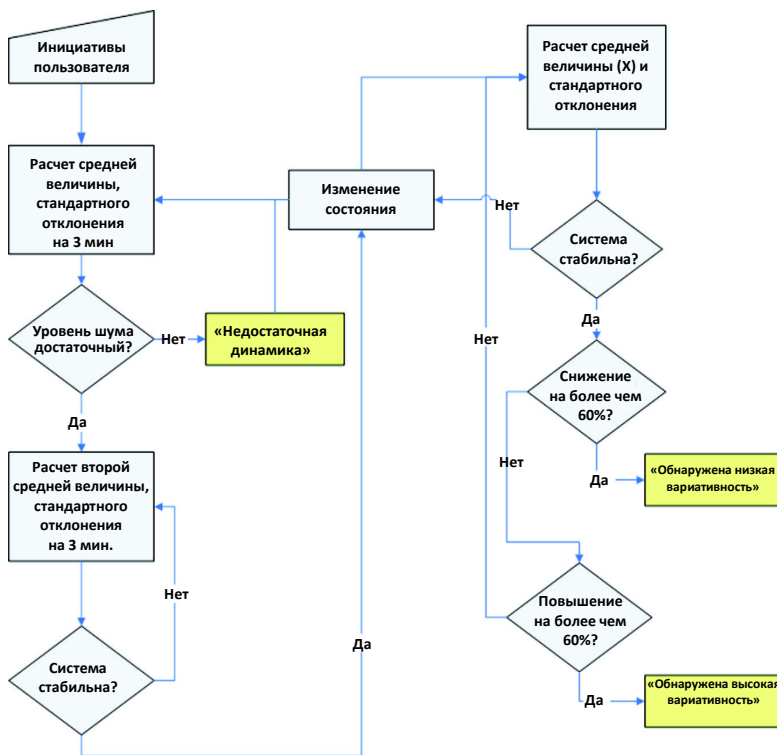 Инициативы
пользователя
Расчет средней
величины,
стандартного
отклонения
на 3 мин
Уровень шума
достаточный?
Нет
«Недостаточная
динамика»
Да
Расчет второй
средней величины,
стандартного
отклонения
на 3 мин.
Нет
Система
стабильна?
Да
Изменение
состояния
Расчет средней
величины (X) и
стандартного
отклонения
Нет
Система
стабильна?
Да
Нет
Снижение
на более чем
60%?
Нет
Да
«Обнаружена низкая
вариативность»
Повышение
на более чем
60%?
Да
«Обнаружена высокая
вариативность»